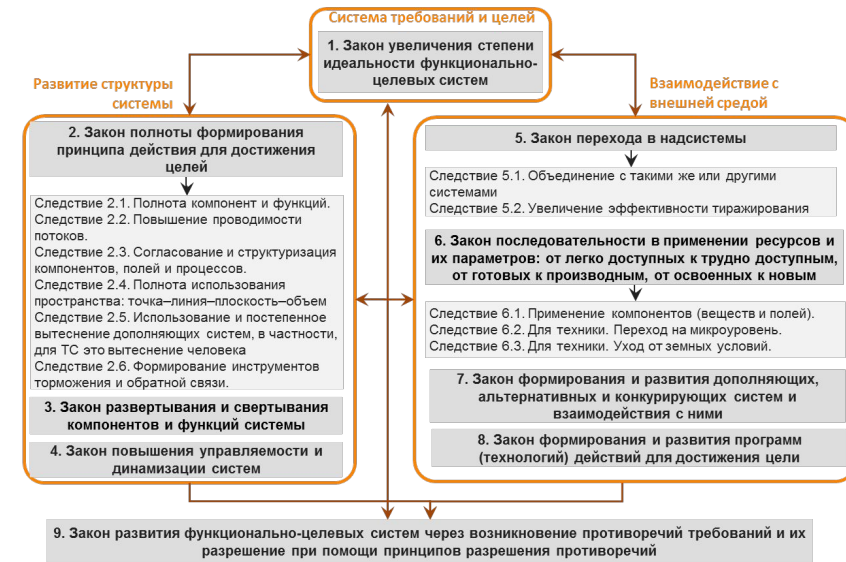 Система требований и целей
1. Закон увеличения степени
идеальности функционально-
целевых систем
Развитие структуры
системы
Взаимодействие с
внешней средой
2. Закон полноты формирования
принципа действия для достижения
целей
Следствие 2.1. Полнота компонент и функций.
Следствие 2.2. Повышение проводимости
потоков.
Следствие 2.3. Согласование и структуризация
компонентов, полей и процессов.
Следствие 2.4. Полнота использования
пространства: точка–линия–плоскость–объем
Следствие 2.5. Использование и постепенное
вытеснение дополняющих систем, в частности,
для ТС это вытеснение человека
Следствие 2.6. Формирование инструментов
торможения и обратной связи.
3. Закон развертывания и свертывания
компонентов и функций системы
4. Закон повышения управляемости и
динамизации систем
5. Закон перехода в надсистемы
Следствие 5.1. Объединение с такими же или другими
системами
Следствие 5.2. Увеличение эффективности тиражирования
6. Закон последовательности в применении ресурсов и
их параметров: от легко доступных к трудно доступным,
от готовых к производным, от освоенных к новым
Следствие 6.1. Применение компонентов (веществ и полей).
Следствие 6.2. Для техники. Переход на микроуровень.
Следствие 6.3. Для техники. Уход от земных условий.
7. Закон формирования и развития дополняющих,
альтернативных и конкурирующих систем и
взаимодействия с ними
8. Закон формирования и развития программ
(технологий) действий для достижения цели
9. Закон развития функционально-целевых систем через возникновение противоречий требований и их
разрешение при помощи принципов разрешения противоречий